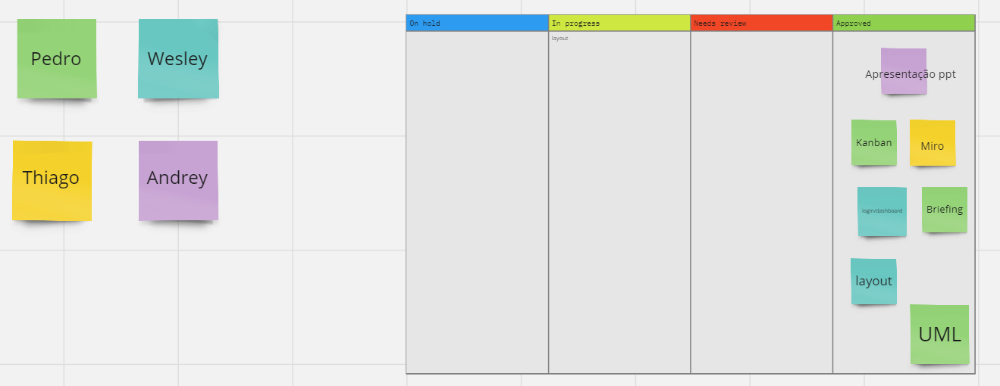 Pedro
Wesley
Thiago
Andrey
On hold
In progress
Needs review
Approved
layout
Apresentação ppt
Kanban
Miro
login/dashboard
Briefing
layout
UML